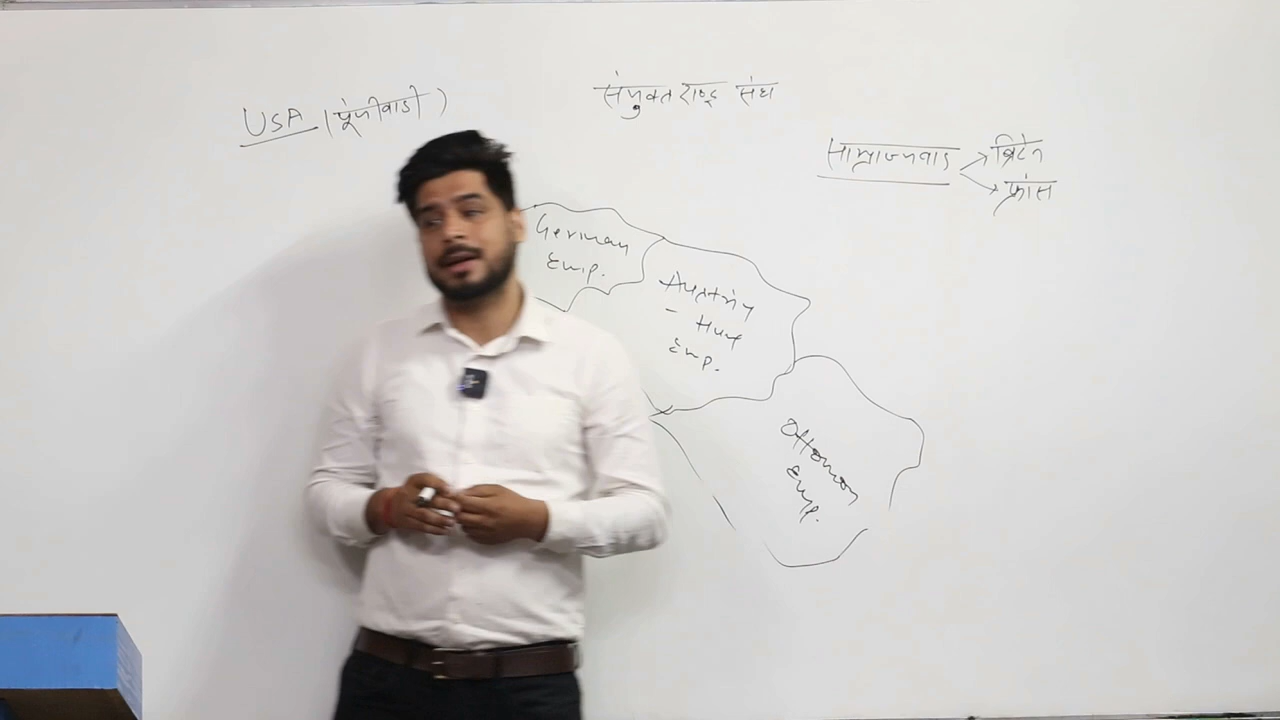 USA (पूंजीवादी)
संयुक्त राष्ट्र संघ
साम्राज्यवाद → ब्रिटेन
→ फ्रांस
German
Emp.
Austria
- Hung
Emp.
Ottoman
Emp.